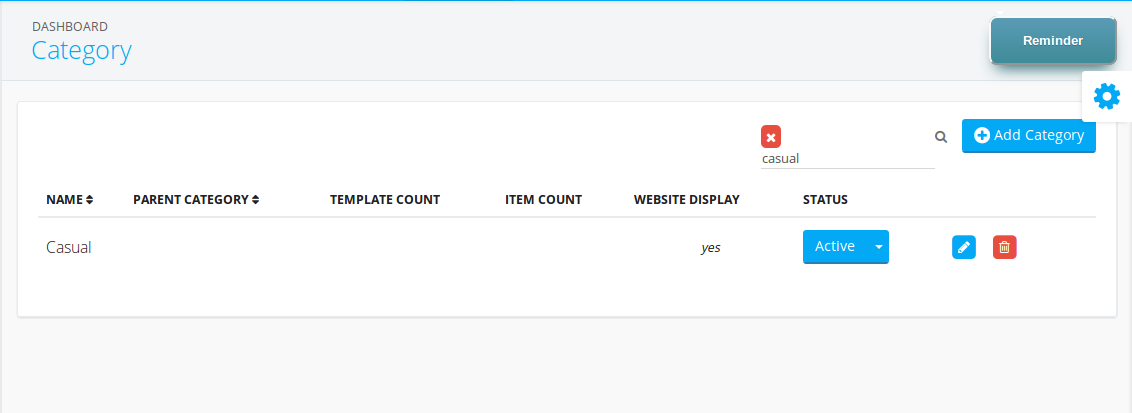 DASHBOARD
Category
Reminder
Add Category
casual
NAME PARENT CATEGORY TEMPLATE COUNT ITEM COUNT WEBSITE DISPLAY STATUS
Casual yes Active